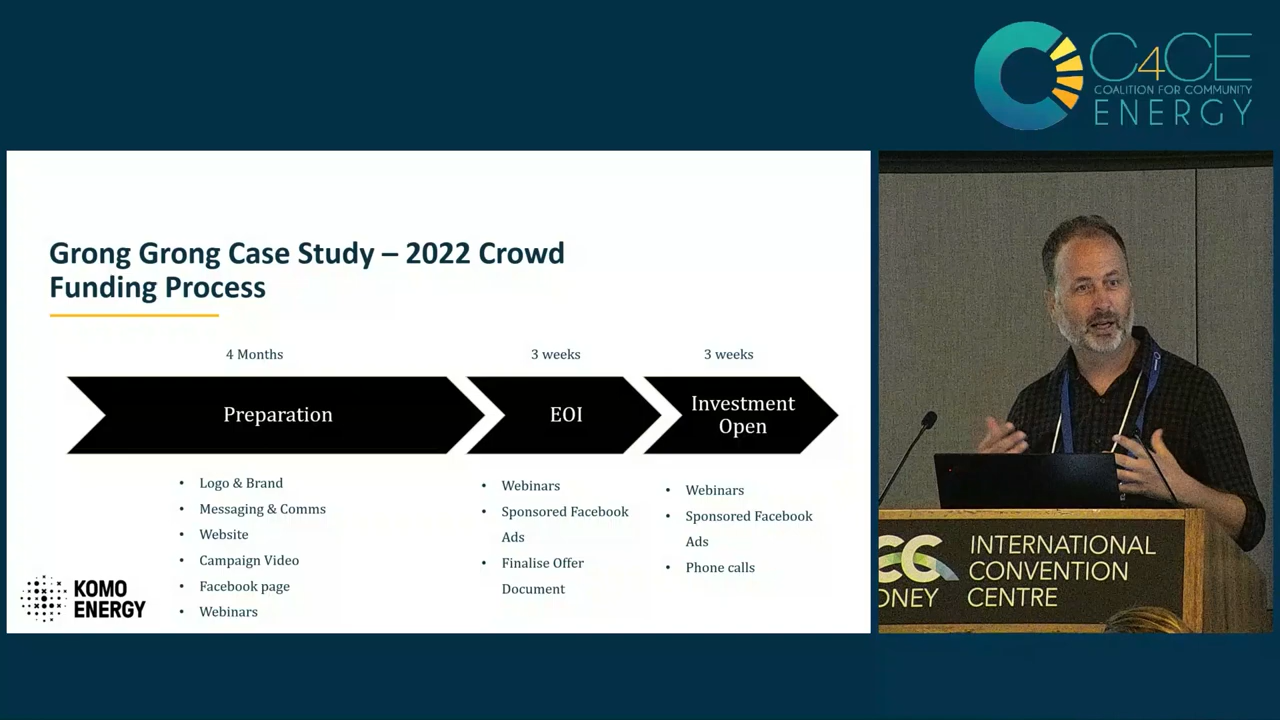 C4CE
COALITION FOR COMMUNITY
ENERGY
Grong Grong Case Study – 2022 Crowd
Funding Process
4 Months
3 weeks
3 weeks
Preparation
EOI
Investment
Open
• Logo & Brand
• Messaging & Comms
• Website
• Campaign Video
• Facebook page
• Webinars
• Webinars
• Sponsored Facebook
Ads
• Finalise Offer
Document
• Webinars
• Sponsored Facebook
Ads
• Phone calls
KOMO
ENERGY
INTERNATIONAL
CONVENTION
CENTRE
DNEY